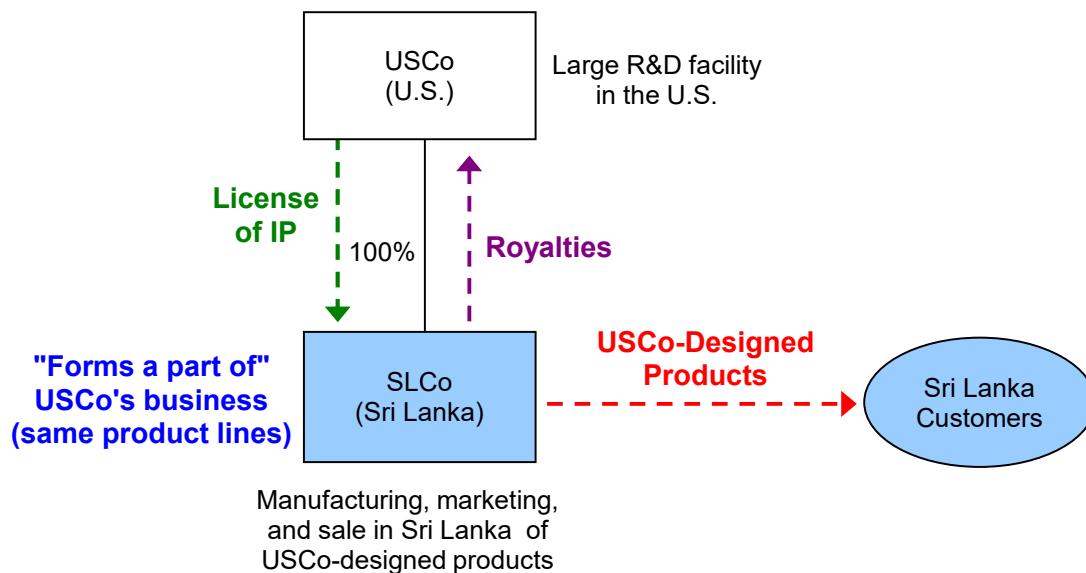 USCo
(U.S.)
Large R&D facility
in the U.S.
License
of IP
100%
Royalties
"Forms a part of"
USCo's business
(same product lines)
SLCo
(Sri Lanka)
USCo-Designed
Products
Sri Lanka
Customers
Manufacturing, marketing,
and sale in Sri Lanka of
USCo-designed products